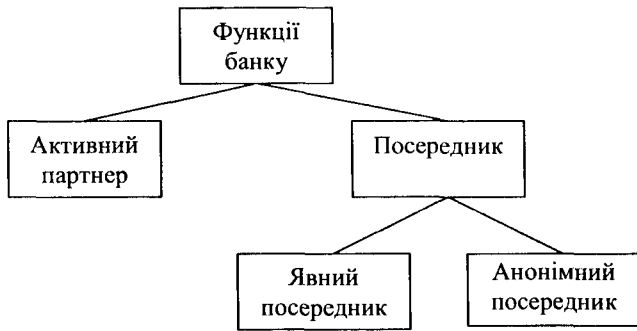 Функції
банку
Активний
партнер
Посередник
Явний
посередник
Анонімний
посередник